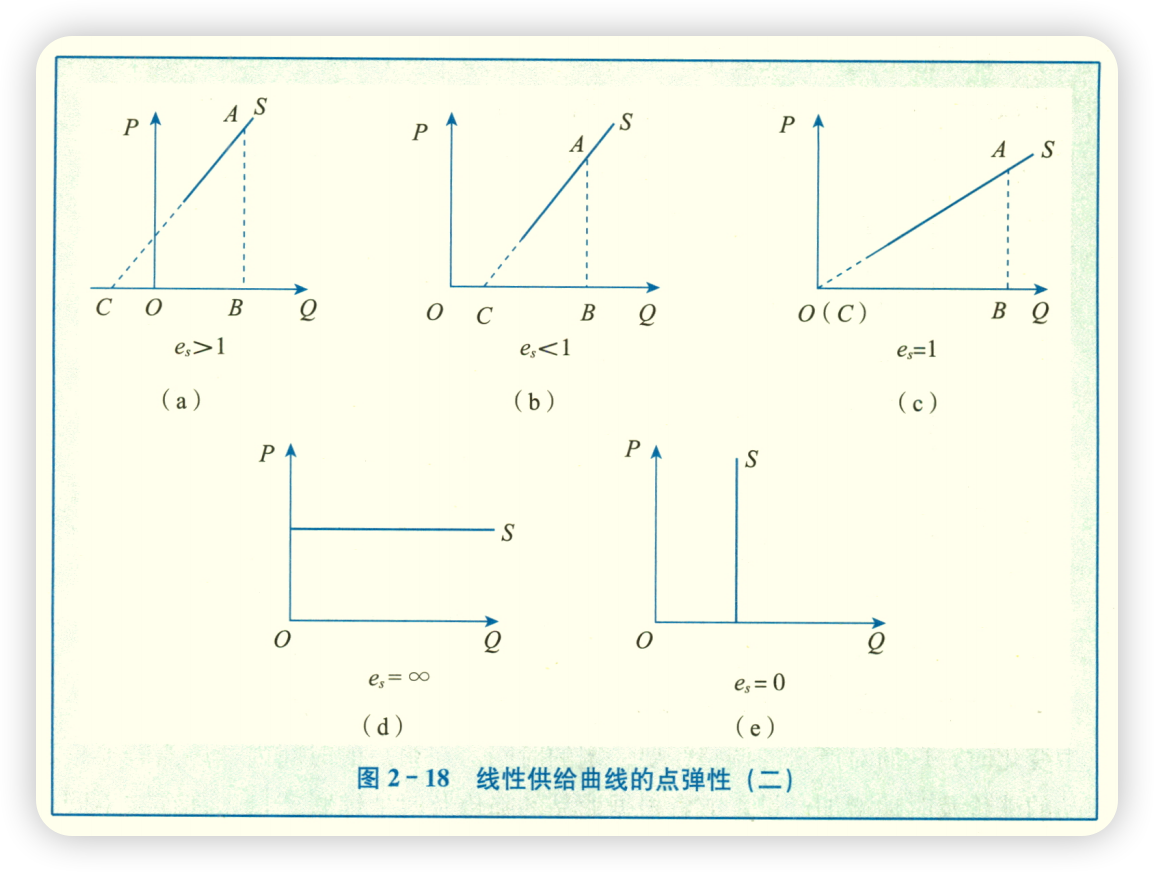 P A S
C O B Q
e_s>1
（a）
P A S
O C B Q
e_s<1
（b）
P A S
O（C） B Q
e_s=1
（c）
P
S
O Q
e_s= ∞
（d）
P S
O Q
e_s= 0
（e）
图 2-18 线性供给曲线的点弹性（二）